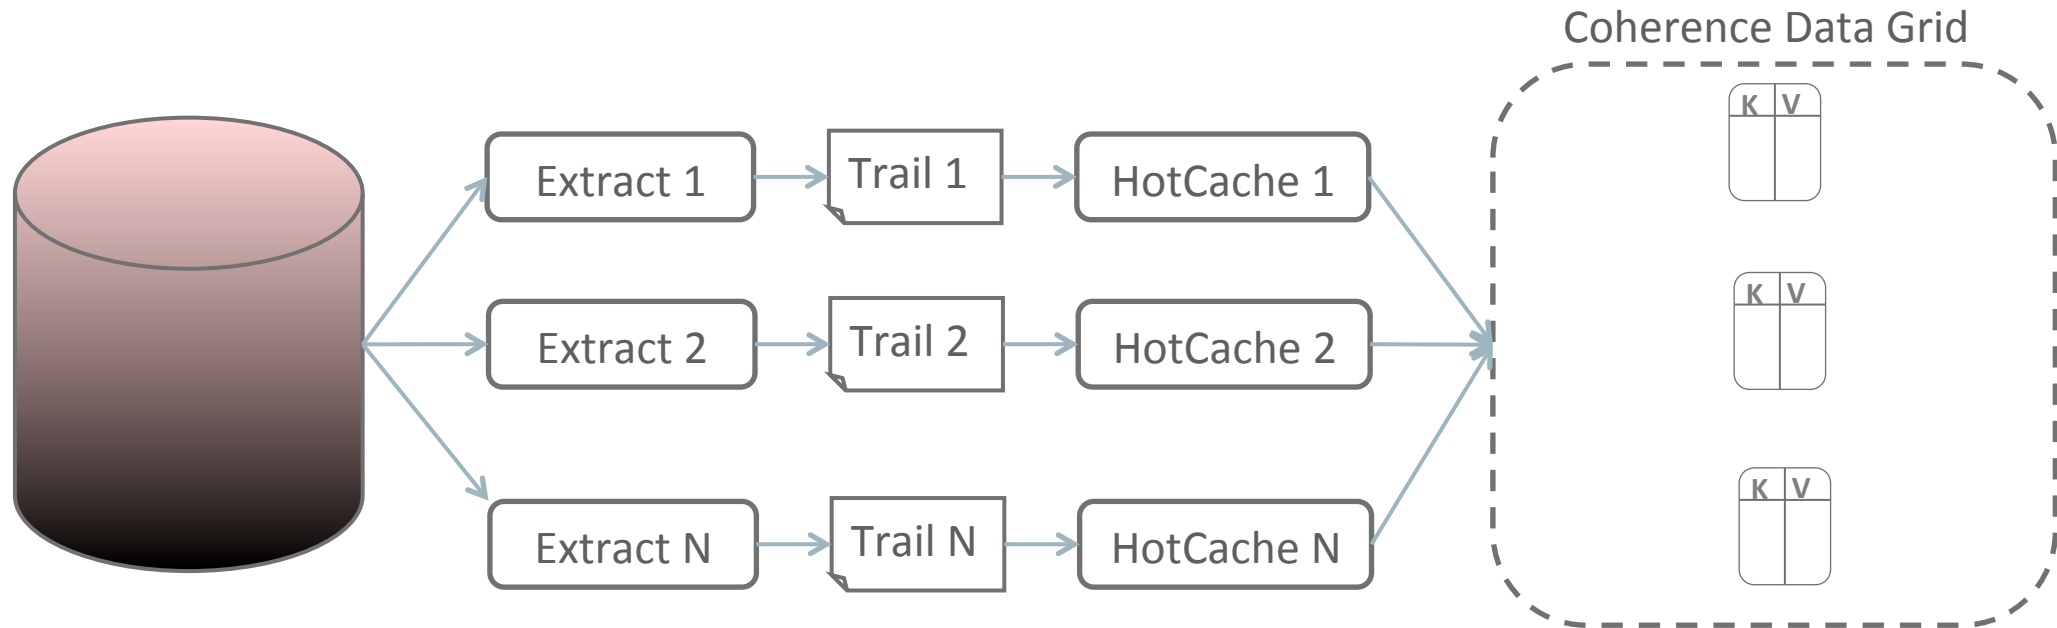 Coherence Data Grid
K V
Extract 1
Trail 1
HotCache 1
K V
Extract 2
Trail 2
HotCache 2
K V
Extract N
Trail N
HotCache N